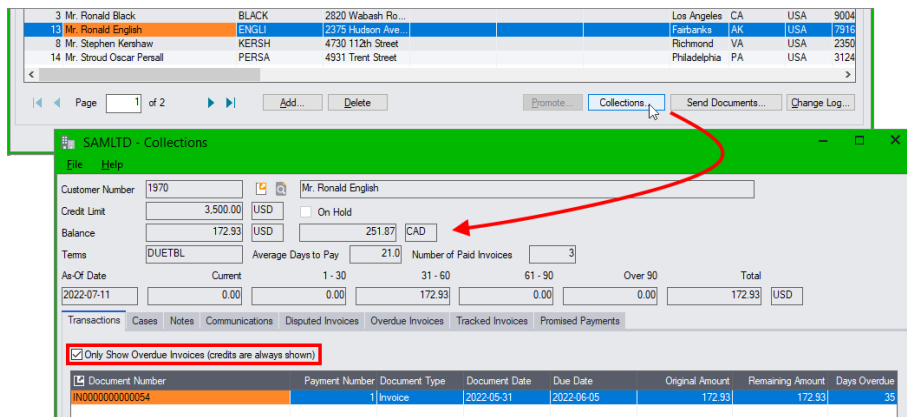 3 Mr. Ronald Black BLACK 2820 Wabash Ro... Los Angeles CA USA 9004
13 Mr. Ronald English ENGLI 2375 Hudson Ave... Fairbanks AK USA 7916
8 Mr. Stephen Kershaw KERSH 4730 112th Street Richmond VA USA 2350
14 Mr. Stroud Oscar Persall PERSA 4931 Trent Street Philadelphia PA USA 3124
Page 1 of 2 Add... Delete Promote... Collections... Send Documents... Change Log...
SAMLTD - Collections
File Help
Customer Number 1970 Mr. Ronald English
Credit Limit 3,500.00 USD On Hold
Balance 172.93 USD 251.87 CAD
Terms DUETBL Average Days to Pay 21.0 Number of Paid Invoices 3
As-Of Date Current 1 - 30 31 - 60 61 - 90 Over 90 Total
2022-07-11 0.00 0.00 172.93 0.00 0.00 172.93 USD
Transactions Cases Notes Communications Disputed Invoices Overdue Invoices Tracked Invoices Promised Payments
Only Show Overdue Invoices (credits are always shown)
Document Number Payment Number Document Type Document Date Due Date Original Amount Remaining Amount Days Overdue
IN0000000000054 1 Invoice 2022-05-31 2022-06-05 172.93 172.93 35